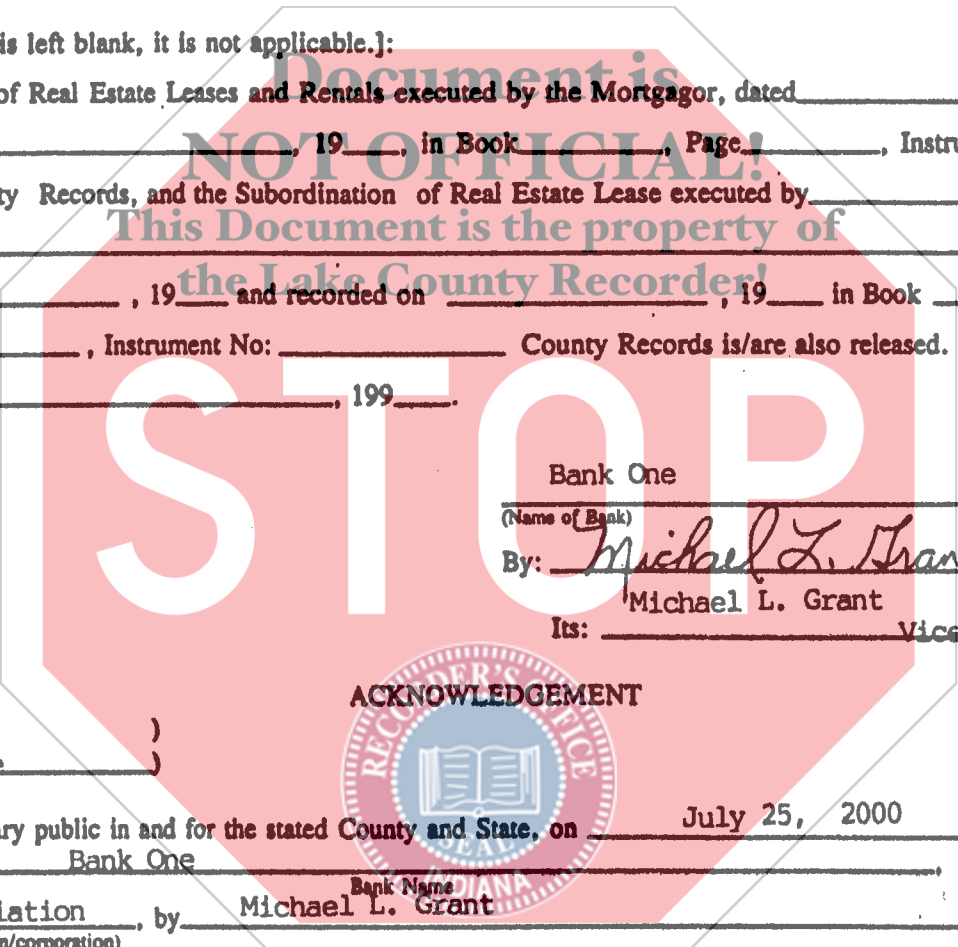 is left blank, it is not applicable.]:
Document is
of Real Estate Leases and Rentals executed by the Mortgagor, dated
NOT OFFICIAL!
, 19 , in Book , Page , Instru
ty Records, and the Subordination of Real Estate Lease executed by
This Document is the property of
the Lake County Recorder!
, 19 and recorded on , 19 in Book
, Instrument No: County Records is/are also released.
, 199 .
STOP
Bank One
(Name of Bank)
By: Michael L. Gran
Michael L. Grant
Its: Vice
RECORDER'S OFFICE
ACKNOWLEDGEMENT
)
)
ary public in and for the stated County and State, on July 25, 2000
SEAL
Bank One ,
INDIANA
Bank Name
iation , by Michael L. Grant .
n/corporation)